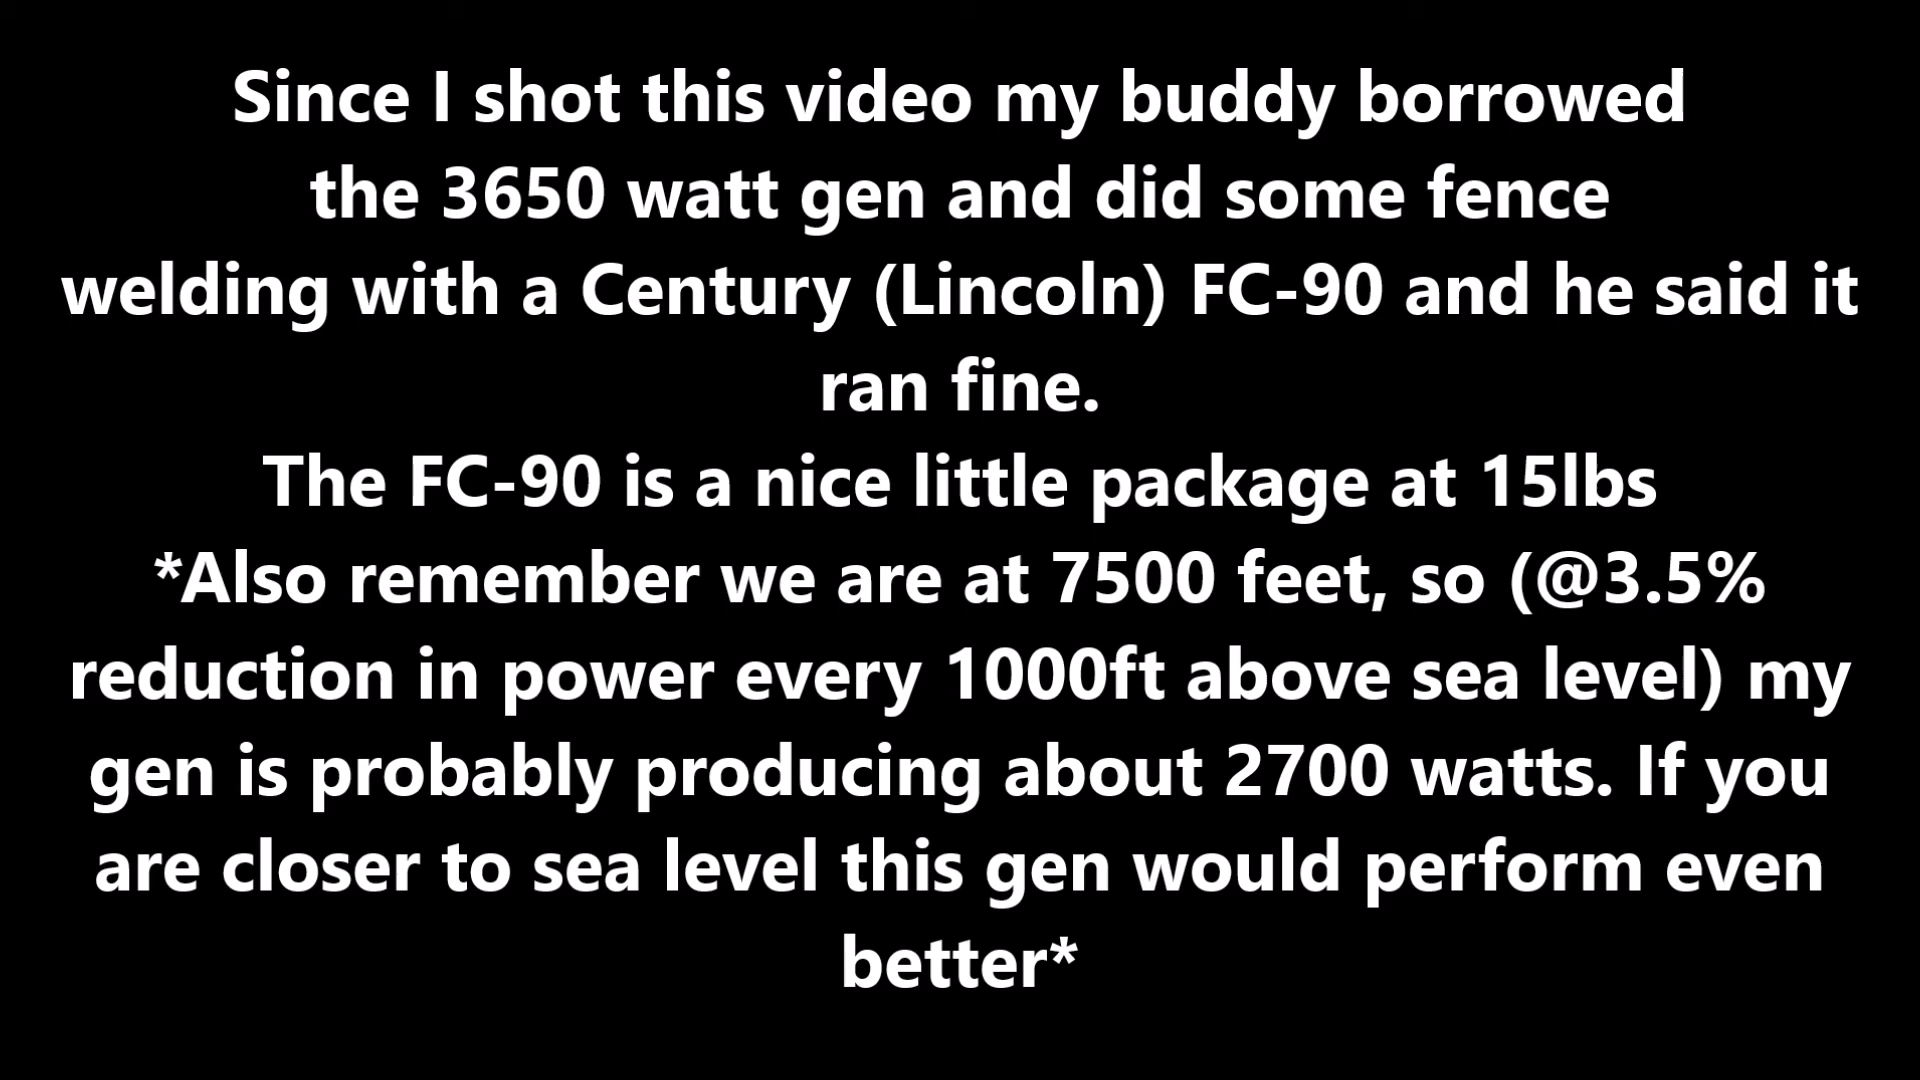 Since I shot this video my buddy borrowed
the 3650 watt gen and did some fence
welding with a Century (Lincoln) FC-90 and he said it
ran fine.
The FC-90 is a nice little package at 15lbs
*Also remember we are at 7500 feet, so (@3.5%
reduction in power every 1000ft above sea level) my
gen is probably producing about 2700 watts. If you
are closer to sea level this gen would perform even
better*